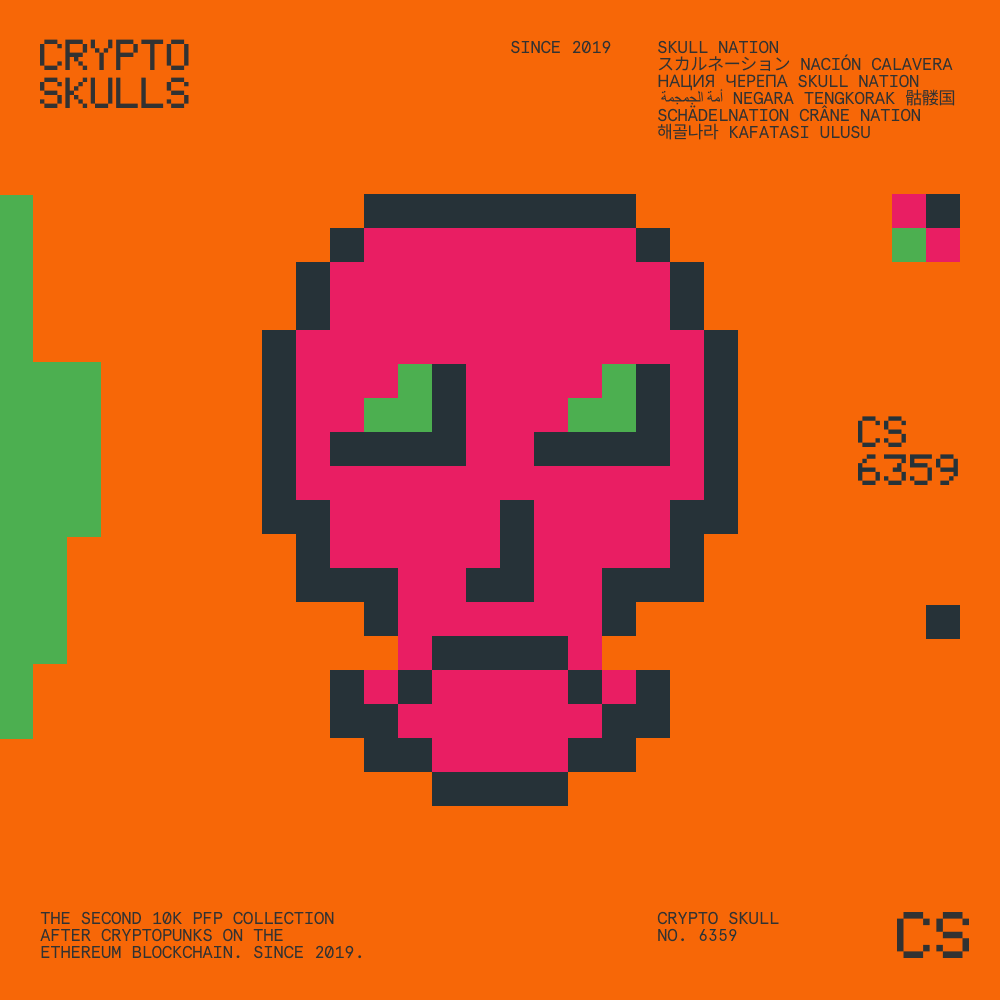 CRYPTO
SKULLS
SINCE 2019
SKULL NATION
スカルネーション NACIÓN CALAVERA
НАЦИЯ ЧЕРЕПА SKULL NATION
أمة الجمجمة NEGARA TENGKORAK 骷髅国
SCHÄDELNATION CRÂNE NATION
해골나라 KAFATASI ULUSU
CS
6359
THE SECOND 10K PFP COLLECTION
AFTER CRYPTOPUNKS ON THE
ETHEREUM BLOCKCHAIN. SINCE 2019.
CRYPTO SKULL
NO. 6359
CS